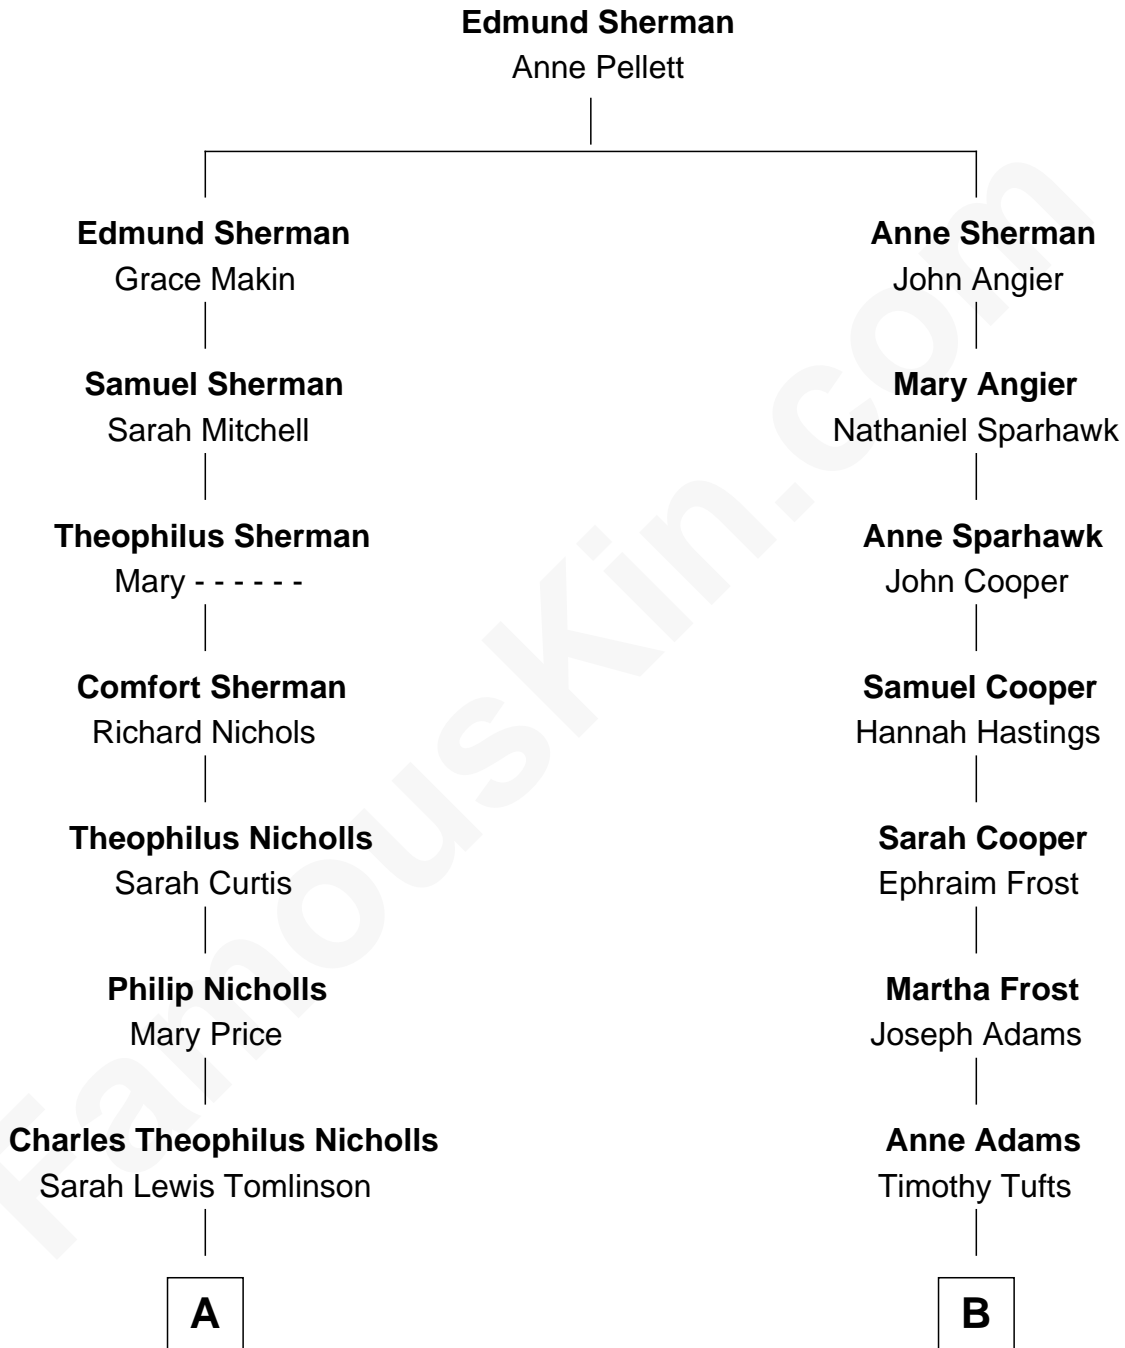 Edmund Sherman
Anne Pellett
Edmund Sherman
Grace Makin
Anne Sherman
John Angier
Samuel Sherman
Sarah Mitchell
Mary Angier
Nathaniel Sparhawk
Theophilus Sherman
Mary - - - - - -
Anne Sparhawk
John Cooper
Comfort Sherman
Richard Nichols
Samuel Cooper
Hannah Hastings
Theophilus Nicholls
Sarah Curtis
Sarah Cooper
Ephraim Frost
Philip Nicholls
Mary Price
Martha Frost
Joseph Adams
Charles Theophilus Nicholls
Sarah Lewis Tomlinson
Anne Adams
Timothy Tufts
A
B
FamousKin.com